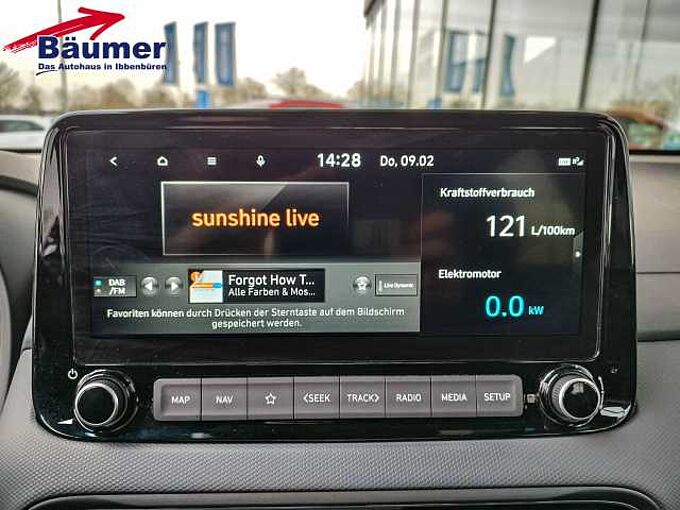 Bäumer
Das Autohaus in Ibbenbüren
14:28 Do, 09.02
sunshine live
Kraftstoffverbrauch
121 L/100km
Elektromotor
0.0 kW
DAB
/FM
Forgot How T...
Alle Farben & Mos...
Live Dynamic
Favoriten können durch Drücken der Sterntaste auf dem Bildschirm
gespeichert werden.
MAP NAV <SEEK TRACK> RADIO MEDIA SETUP